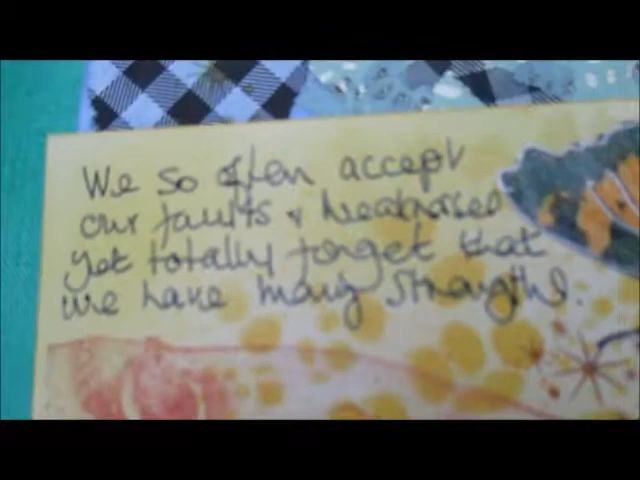 We so often accept
our faults & weaknesses
yet totally forget that
we have many strengths.